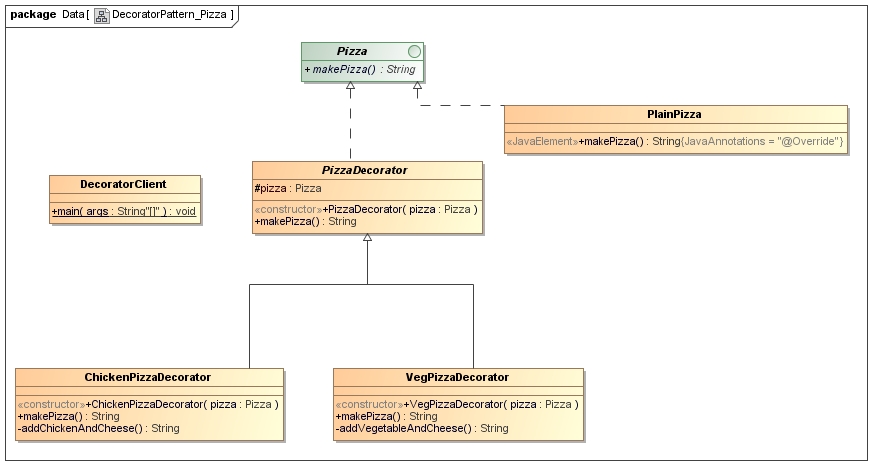 package Data[ DecoratorPattern_Pizza ]
Pizza
+ makePizza() : String
PlainPizza
«JavaElement»+makePizza() : String{JavaAnnotations = "@Override"}
PizzaDecorator
#pizza : Pizza
«constructor»+PizzaDecorator( pizza : Pizza )
+makePizza() : String
DecoratorClient
+main( args : String"[]" ) : void
ChickenPizzaDecorator
«constructor»+ChickenPizzaDecorator( pizza : Pizza )
+makePizza() : String
-addChickenAndCheese() : String
VegPizzaDecorator
«constructor»+VegPizzaDecorator( pizza : Pizza )
+makePizza() : String
-addVegetableAndCheese() : String